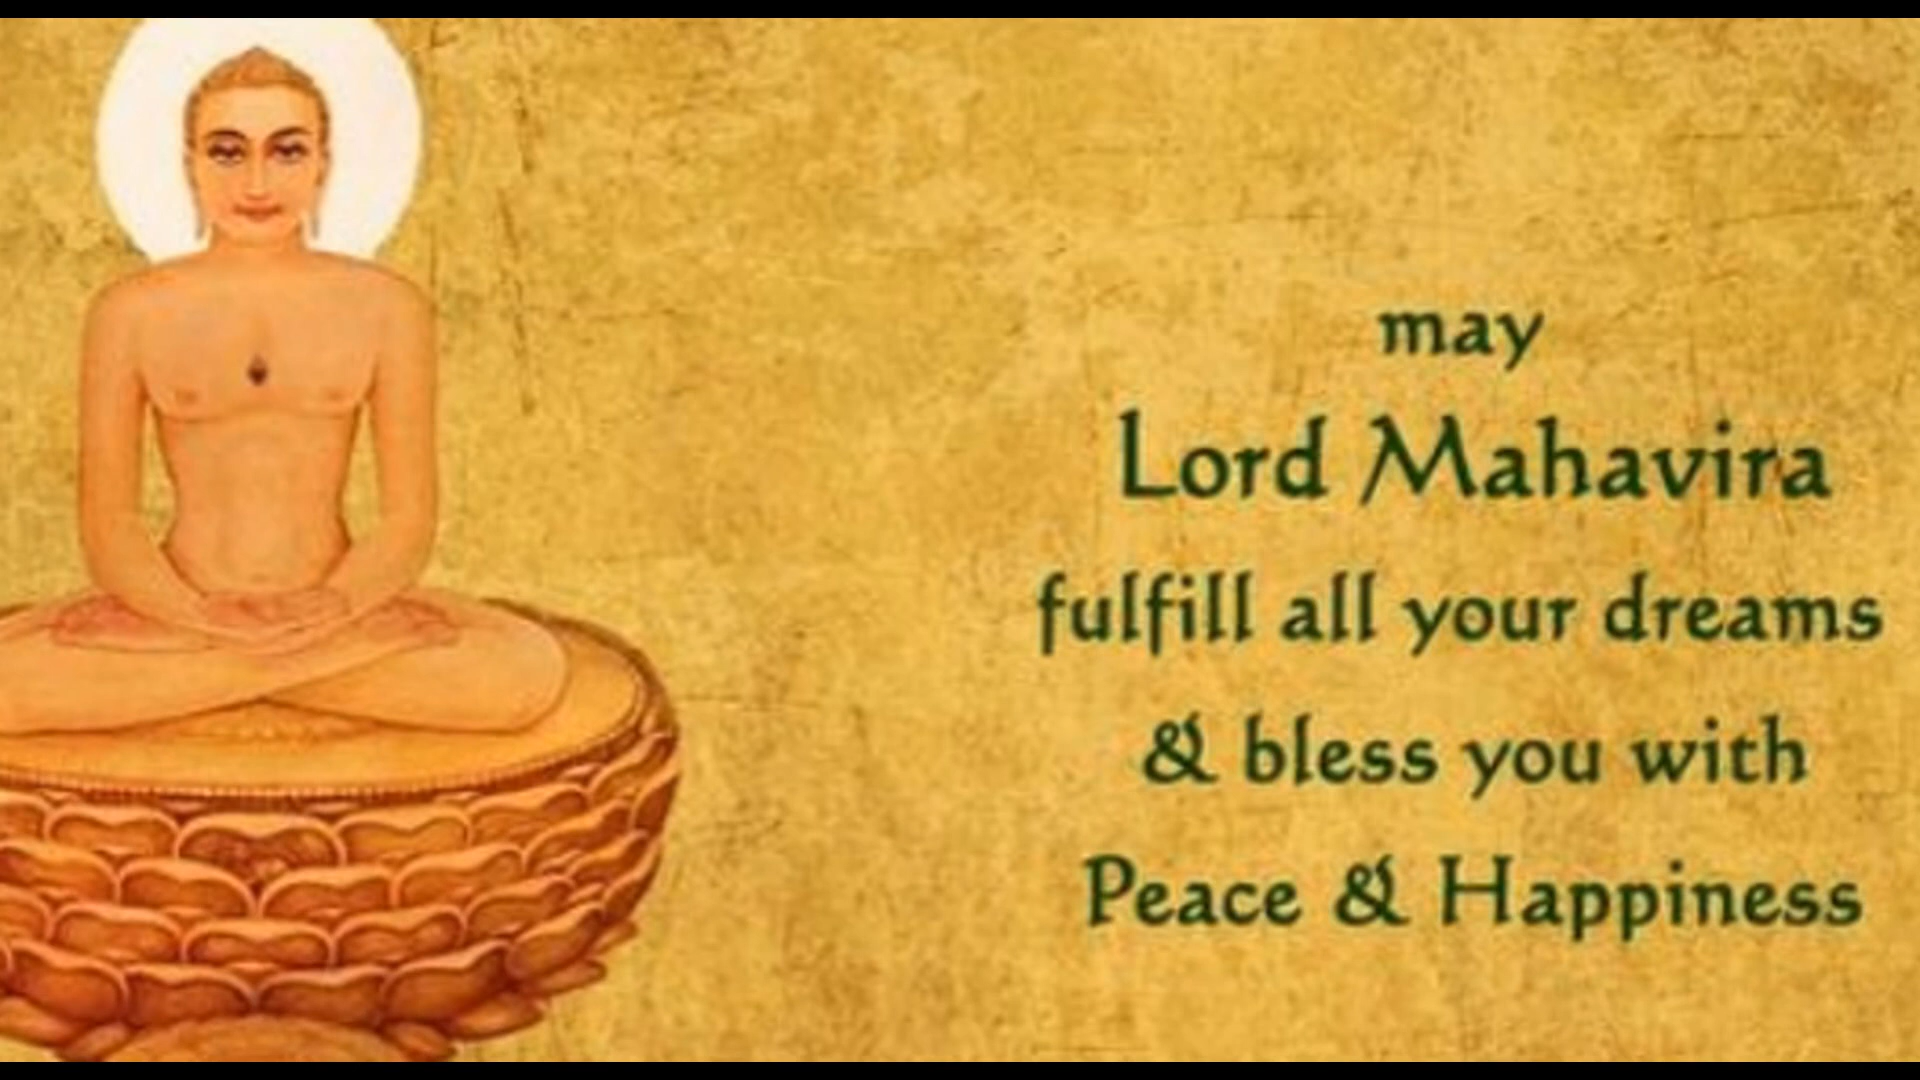 may
Lord Mahavira
fulfill all your dreams
& bless you with
Peace & Happiness